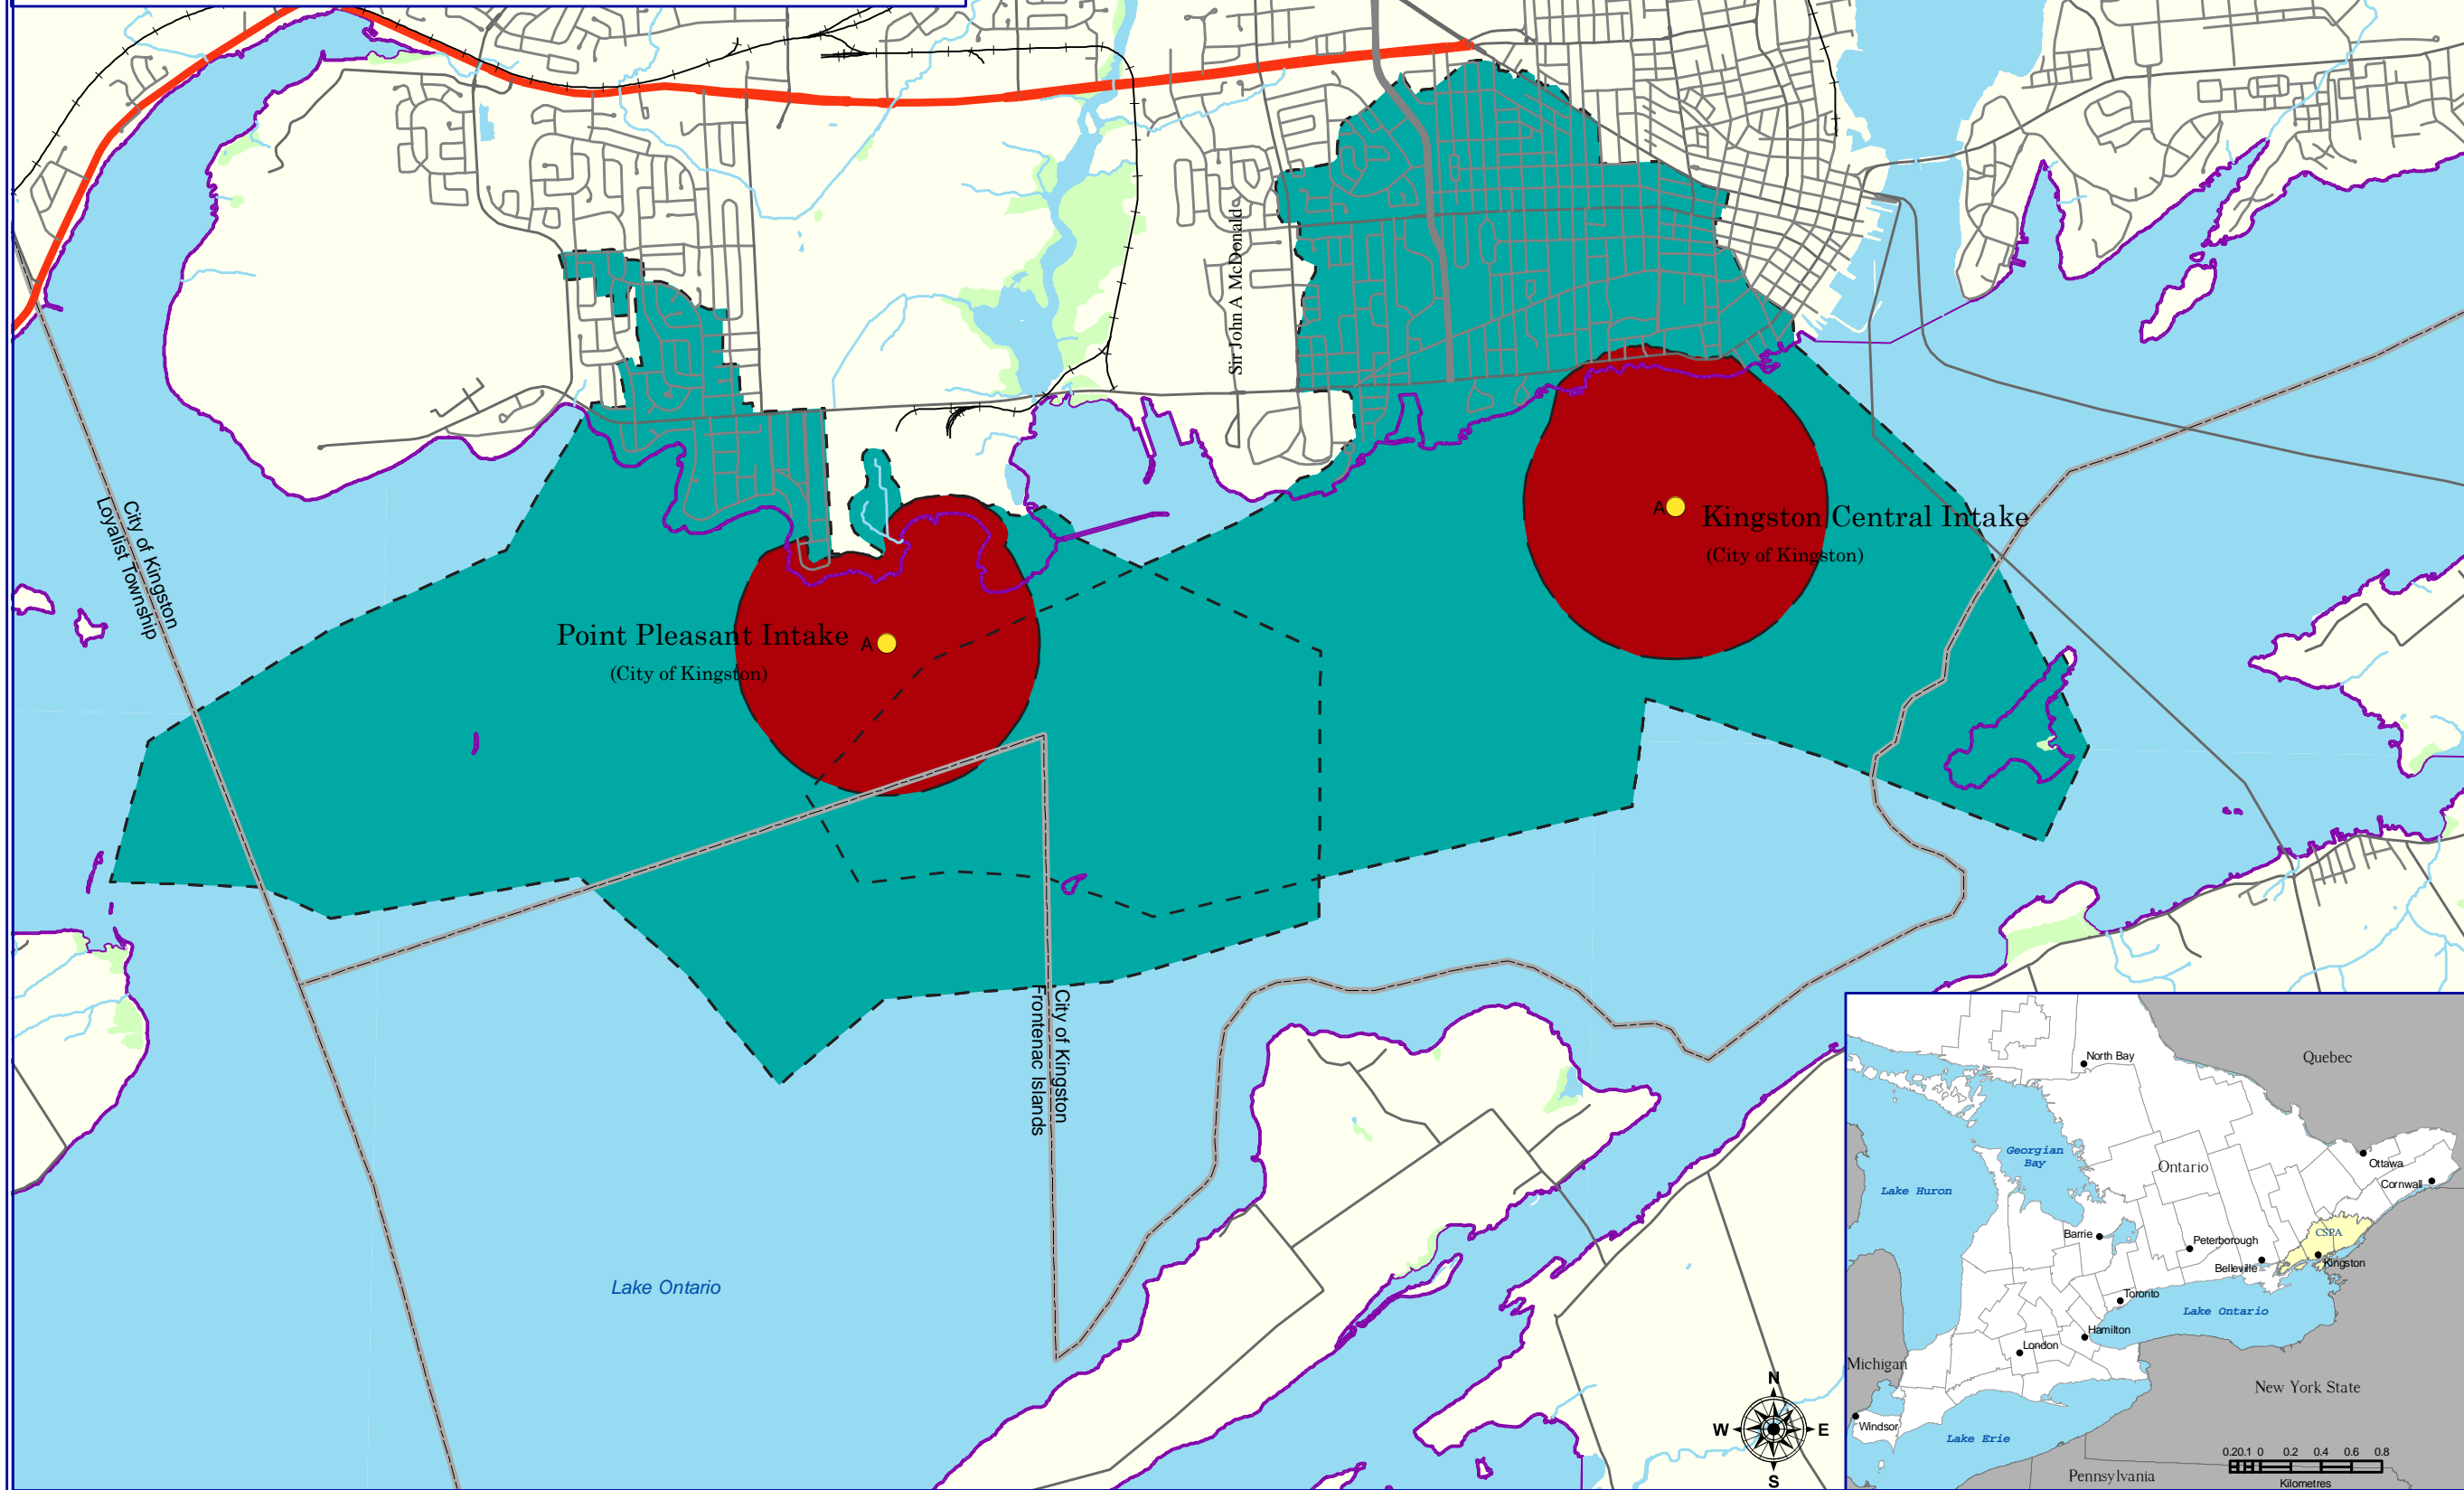 Sir John A McDonald
City of Kingston
Loyalist Township
A
Kingston Central Intake
(City of Kingston)
Point Pleasant Intake
A
(City of Kingston)
City of Kingston
Frontenac Islands
Lake Ontario
N
W
E
S
North Bay
Quebec
Georgian
Bay
Ontario
Ottawa
Lake Huron
Cornwall
Barrie
Peterborough
CSPA
Belleville
Kingston
Toronto
Lake Ontario
Hamilton
London
Michigan
New York State
Windsor
Lake Erie
Pennsylvania
0.20.1 0 0.2 0.4 0.6 0.8
Kilometres